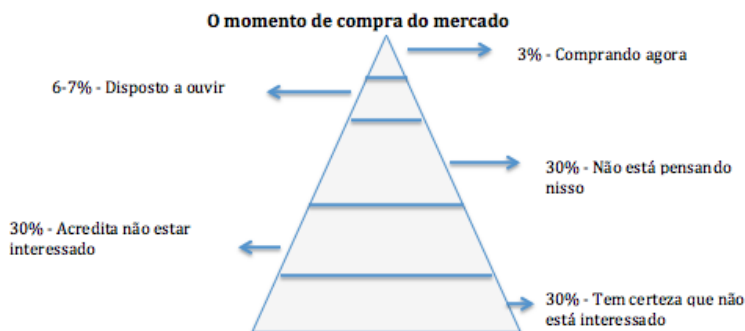 O momento de compra do mercado
3% - Comprando agora
6-7% - Disposto a ouvir
30% - Não está pensando
nisso
30% - Acredita não estar
interessado
30% - Tem certeza que não
está interessado